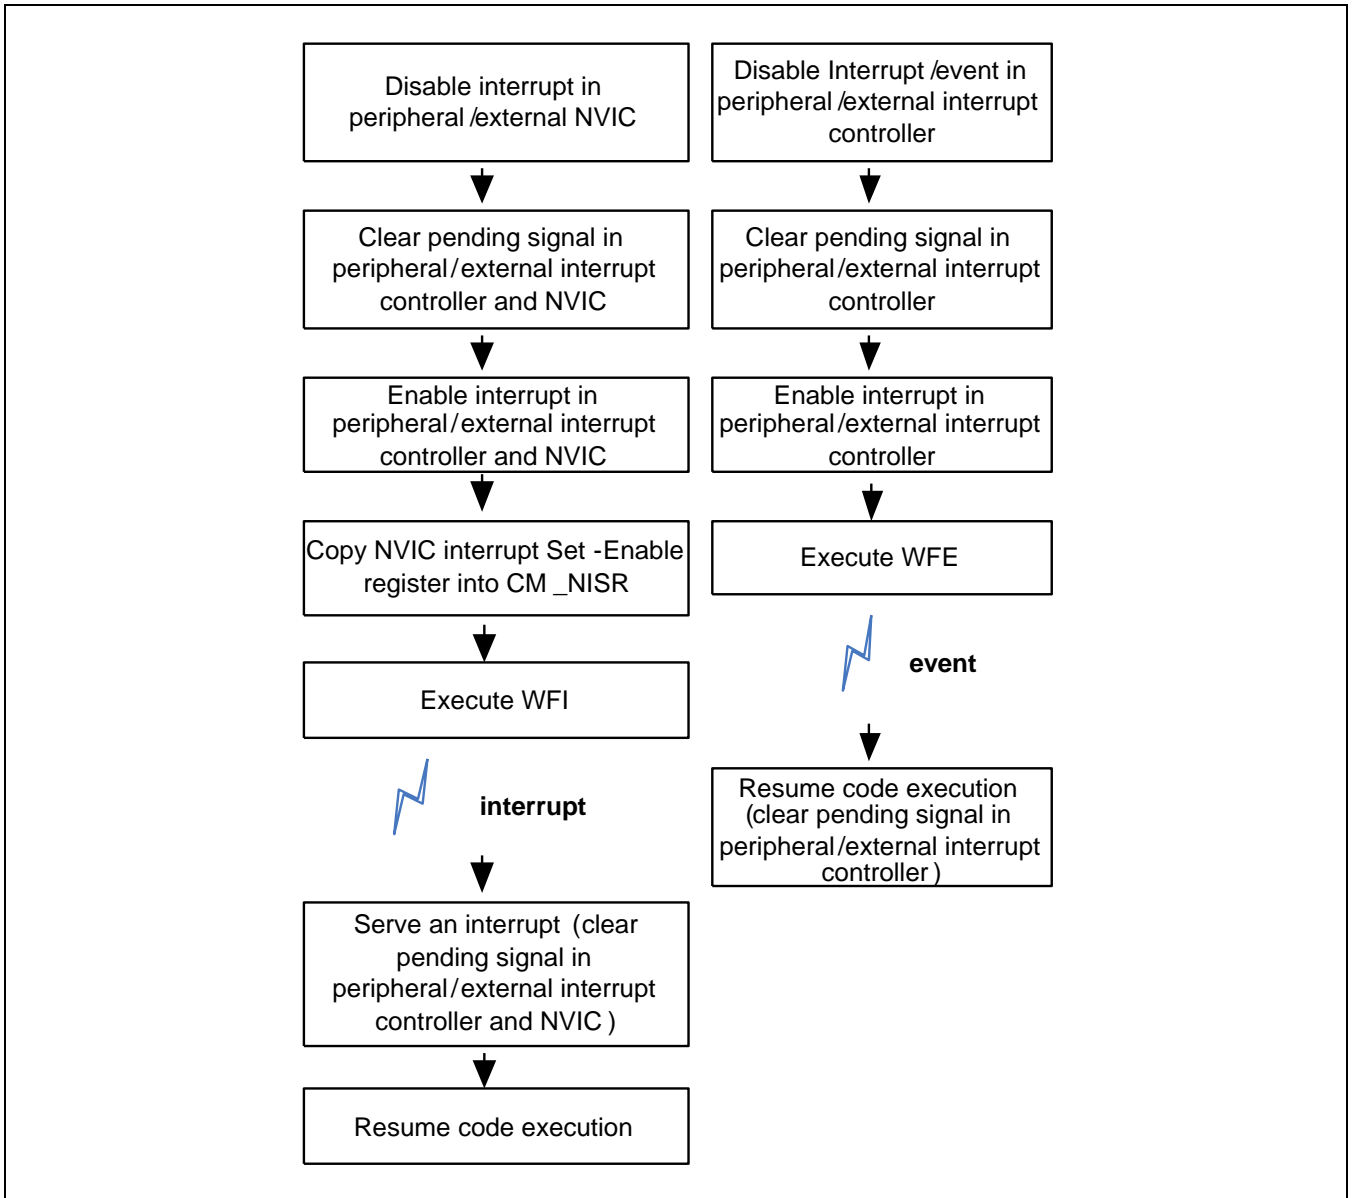 Disable interrupt in
peripheral/external NVIC
Clear pending signal in
peripheral/external interrupt
controller and NVIC
Enable interrupt in
peripheral/external interrupt
controller and NVIC
Copy NVIC interrupt Set -Enable
register into CM _NISR
Execute WFI
interrupt
Serve an interrupt (clear
pending signal in
peripheral/external interrupt
controller and NVIC )
Resume code execution
Disable Interrupt /event in
peripheral/external interrupt
controller
Clear pending signal in
peripheral/external interrupt
controller
Enable interrupt in
peripheral/external interrupt
controller
Execute WFE
event
Resume code execution
(clear pending signal in
peripheral/external interrupt
controller )